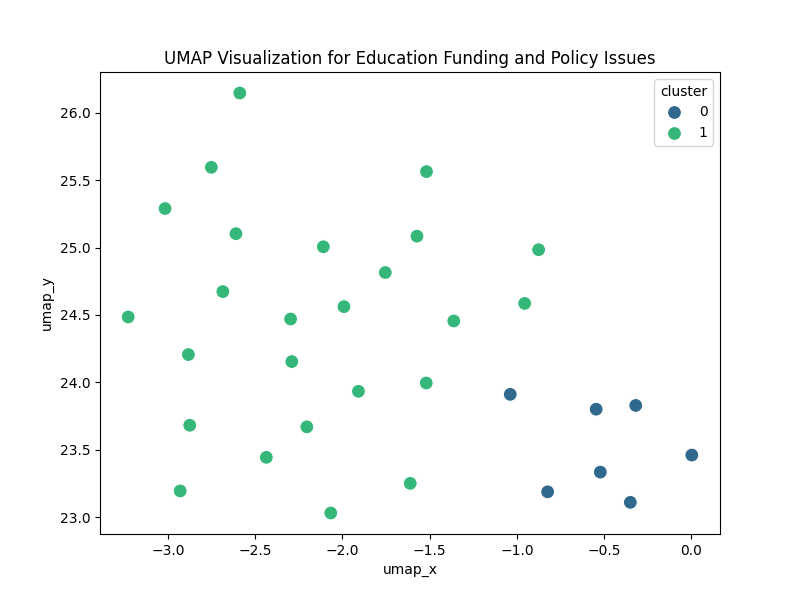 UMAP Visualization for Education Funding and Policy Issues
cluster
0
1
26.0
25.5
25.0
24.5
24.0
23.5
23.0
umap_y
−3.0 −2.5 −2.0 −1.5 −1.0 −0.5 0.0
umap_x